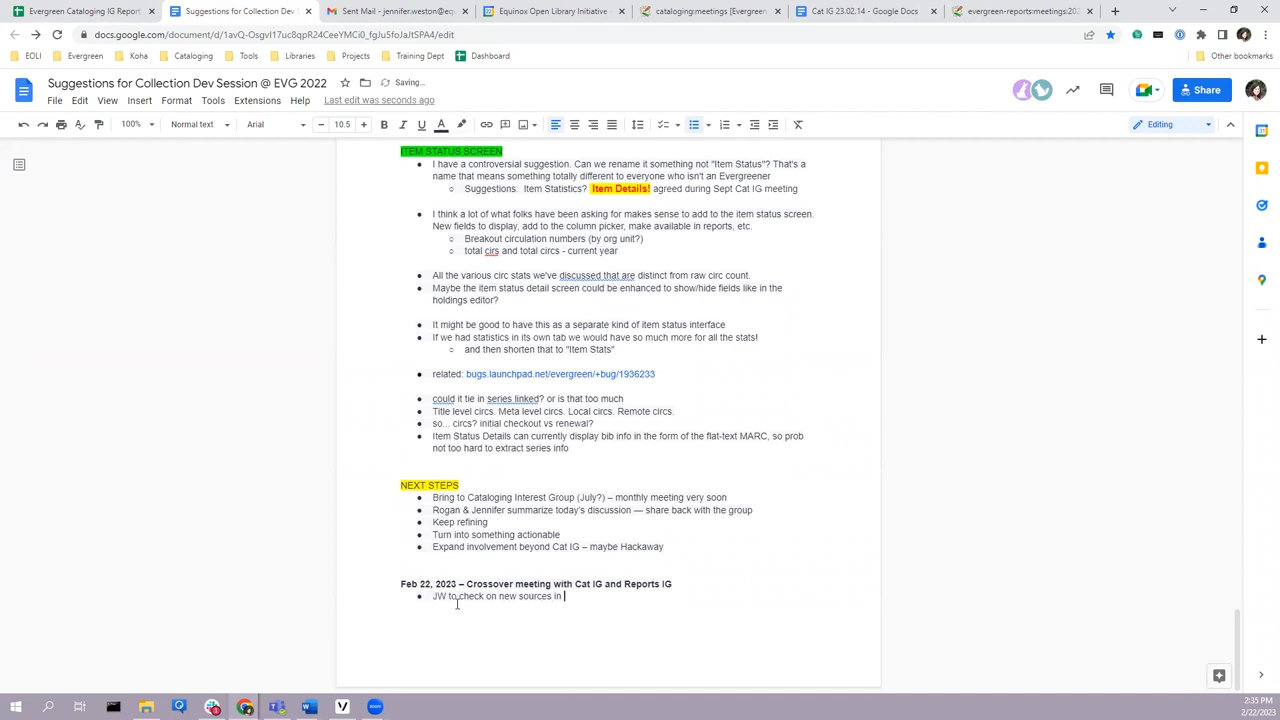 Evergreen Cataloging IG Report
Suggestions for Collection Dev S
Sent Mail - jennifer.weston@eq
Equinox Open Library Initiative -
cataloging:meetings [Evergreen
Cat IG 23.02.14 - Google Docs
evergreen-reports:meetings:202
docs.google.com/document/d/1avQ-OsgvI17uc8qpR24CeeYMCi0_fgJu5foJaJtSPA4/edit
EOLI
Evergreen
Koha
Cataloging
Tools
Libraries
Projects
Training Dept
Dashboard
Other bookmarks
Suggestions for Collection Dev Session @ EVG 2022
Saving...
File Edit View Insert Format Tools Extensions Help Last edit was seconds ago
Share
100% Normal text Arial 10.5 Editing
ITEM STATUS SCREEN
● I have a controversial suggestion. Can we rename it something not "Item Status"? That's a
name that means something totally different to everyone who isn't an Evergreener
○ Suggestions: Item Statistics? Item Details! agreed during Sept Cat IG meeting
● I think a lot of what folks have been asking for makes sense to add to the item status screen.
New fields to display, add to the column picker, make available in reports, etc.
○ Breakout circulation numbers (by org unit?)
○ total cirs and total circs - current year
● All the various circ stats we've discussed that are distinct from raw circ count.
● Maybe the item status detail screen could be enhanced to show/hide fields like in the
holdings editor?
● It might be good to have this as a separate kind of item status interface
● If we had statistics in its own tab we would have so much more for all the stats!
○ and then shorten that to "Item Stats"
● related: bugs.launchpad.net/evergreen/+bug/1936233
● could it tie in series linked? or is that too much
● Title level circs. Meta level circs. Local circs. Remote circs.
● so... circs? initial checkout vs renewal?
● Item Status Details can currently display bib info in the form of the flat-text MARC, so prob
not too hard to extract series info
NEXT STEPS
● Bring to Cataloging Interest Group (July?) – monthly meeting very soon
● Rogan & Jennifer summarize today's discussion — share back with the group
● Keep refining
● Turn into something actionable
● Expand involvement beyond Cat IG – maybe Hackaway
Feb 22, 2023 – Crossover meeting with Cat IG and Reports IG
● JW to check on new sources in
2:35 PM
2/22/2023